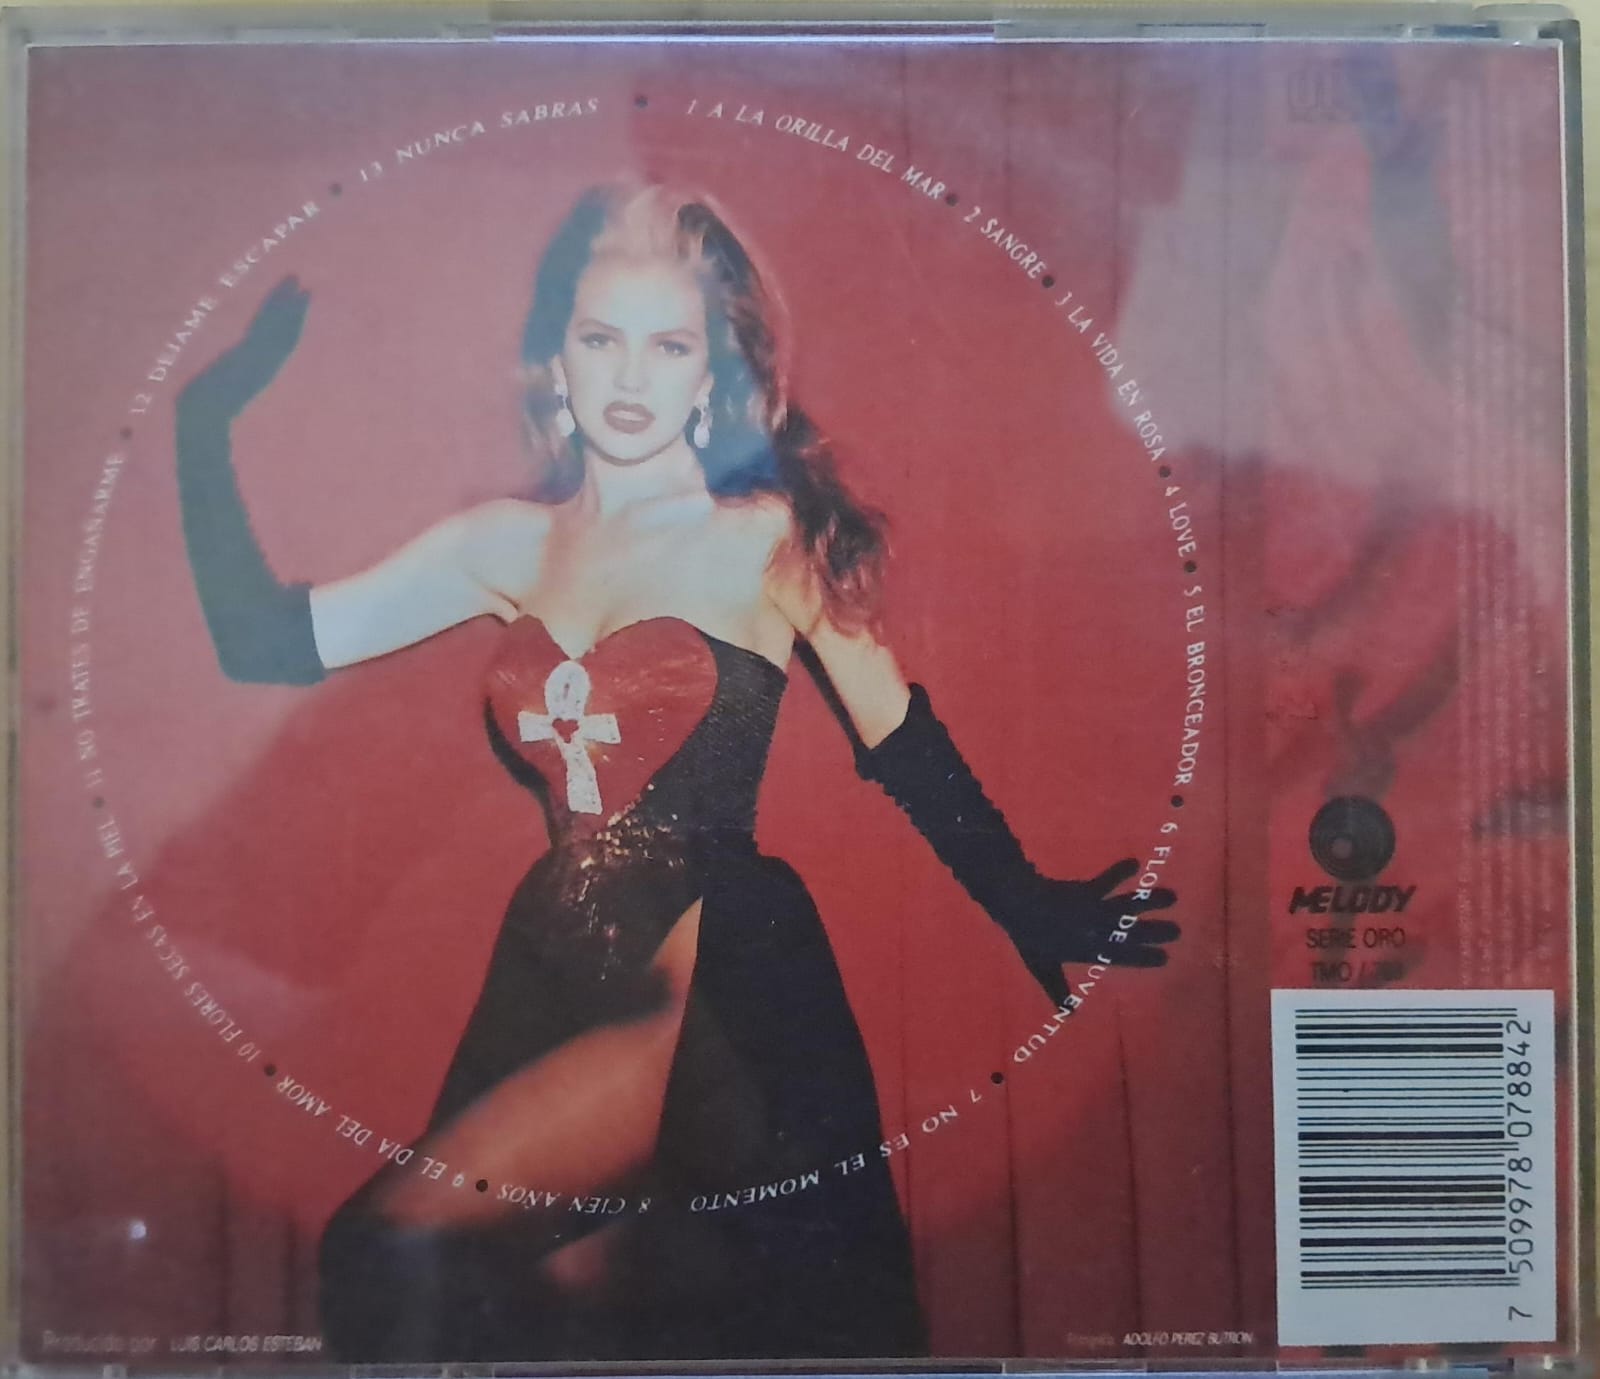 1 A LA ORILLA DEL MAR
2 SANGRE
3 LA VIDA EN ROSA
4 LOVE
5 EL BRONCEADOR
6 FLOR DE JUVENTUD
7 NO ES EL MOMENTO
8 CIEN AÑOS
9 EL DIA DEL AMOR
10 FLORES SECAS EN LA PIEL
11 NO TRATES DE ENGAÑARME
12 DEJAME ESCAPAR
13 NUNCA SABRAS
MELODY
SERIE ORO
TMO /
7 509978 078842
Producido por LUIS CARLOS ESTEBAN
ADOLFO PEREZ BUTRON